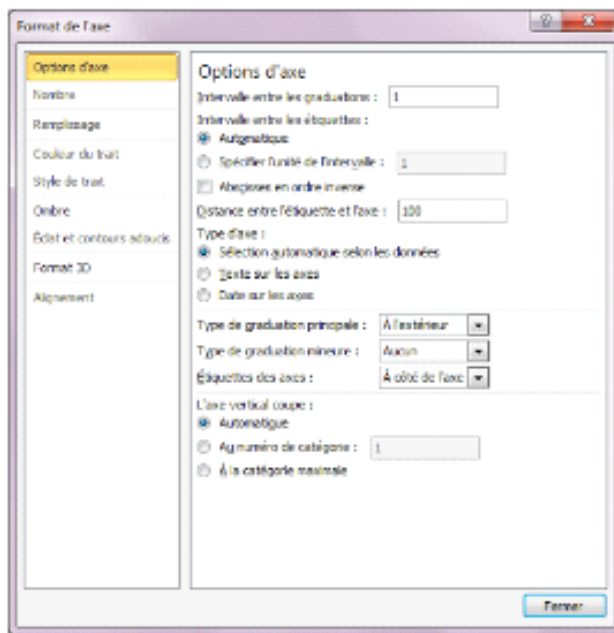 Format de l'axe
Options d'axe
Nombre
Remplissage
Couleur du trait
Style de trait
Ombre
Éclat et contours adoucis
Format 3D
Alignement
Options d'axe
Intervalle entre les graduations : 1
Intervalle entre les étiquettes :
Automatique
Spécifier l'unité de l'intervalle : 1
Abscisses en ordre inverse
Distance entre l'étiquette et l'axe : 100
Type d'axe :
Sélection automatique selon les données
Texte sur les axes
Date sur les axes
Type de graduation principale : À l'extérieur
Type de graduation mineure : Aucun
Étiquettes des axes : À côté de l'axe
L'axe vertical coupe :
Automatique
Au numéro de catégorie : 1
À la catégorie maximale
Fermer